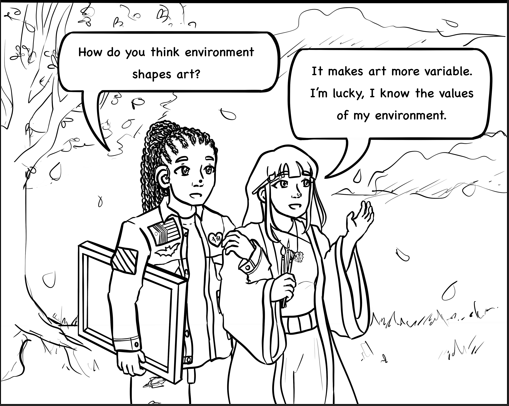 How do you think environment
shapes art?
It makes art more variable.
I'm lucky, I know the values
of my environment.